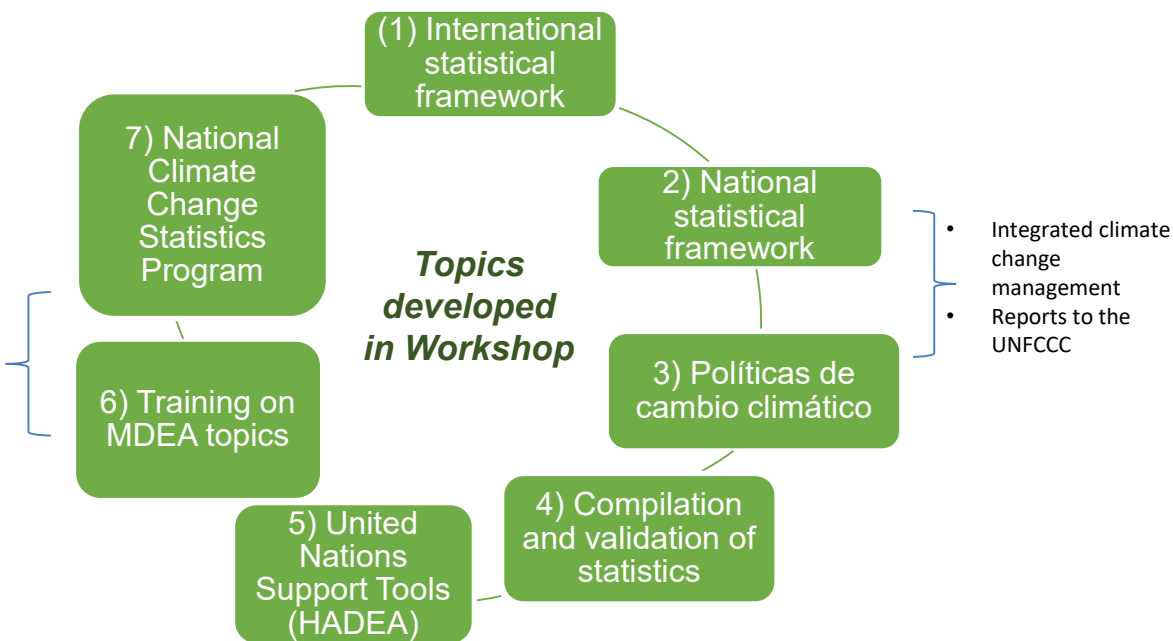 (1) International
statistical
framework
7) National
Climate
Change
Statistics
Program
2) National
statistical
framework
• Integrated climate
change
management
• Reports to the
UNFCCC
Topics
developed
in Workshop
3) Políticas de
cambio climático
6) Training on
MDEA topics
4) Compilation
and validation of
statistics
5) United
Nations
Support Tools
(HADEA)